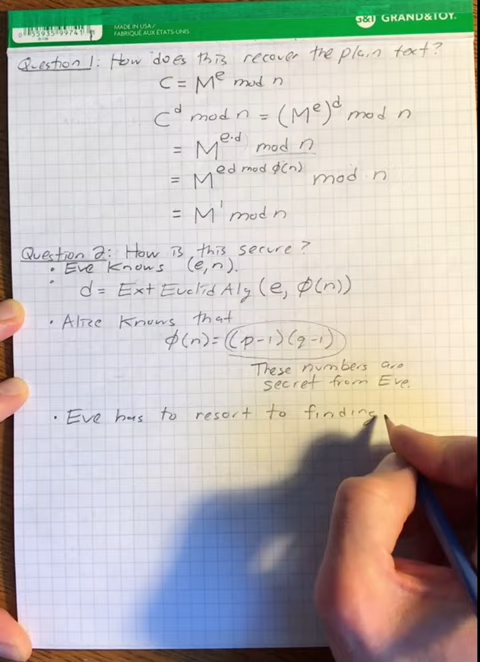 MADE IN USA /
FABRIQUÉ AUX ÉTATS-UNIS
G&T GRAND&TOY.
Question 1: How does this recover the plain text?
C = M^e mod n
C^d mod n = (M^e)^d mod n
= M^{e·d} mod n
= M^{ed mod φ(n)} mod n
= M^1 mod n
Question 2: How is this secure?
• Eve knows (e,n).
• d = Ext Euclid Alg (e, φ(n))
• Alice knows that
φ(n) = (p-1)(q-1)
These numbers are
secret from Eve.
• Eve has to resort to finding